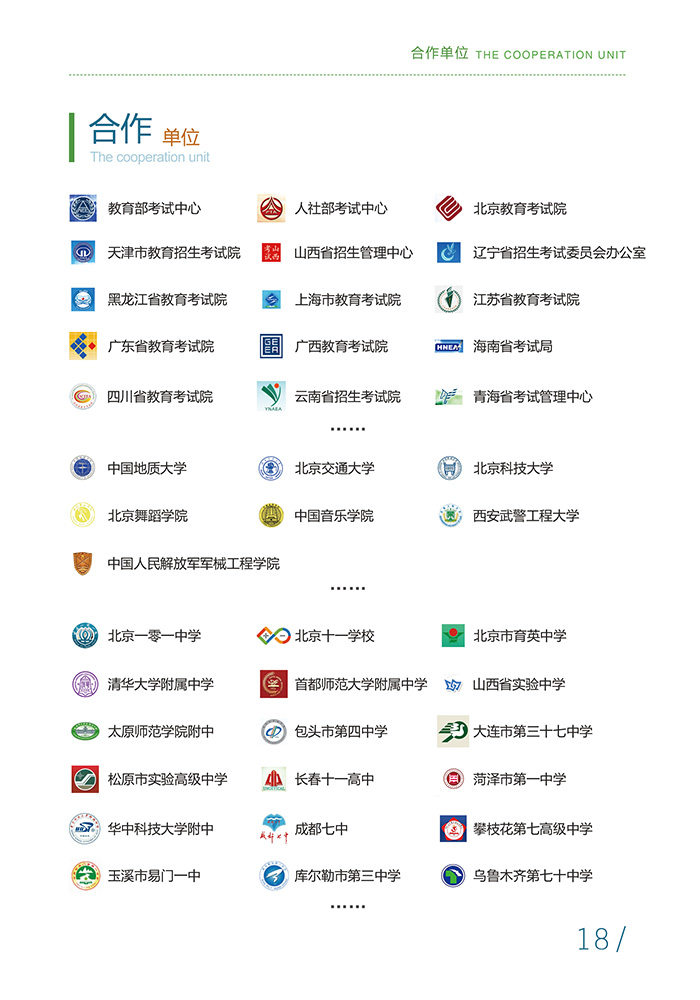 合作单位 THE COOPERATION UNIT
合作 单位
The cooperation unit
教育部考试中心 人社部考试中心 北京教育考试院
天津市教育招生考试院 山西省招生管理中心 辽宁省招生考试委员会办公室
黑龙江省教育考试院 上海市教育考试院 江苏省教育考试院
广东省教育考试院 广西教育考试院 海南省考试局
四川省教育考试院 云南省招生考试院 青海省考试管理中心
……
中国地质大学 北京交通大学 北京科技大学
北京舞蹈学院 中国音乐学院 西安武警工程大学
中国人民解放军军械工程学院
……
北京一零一中学 北京十一学校 北京市育英中学
清华大学附属中学 首都师范大学附属中学 山西省实验中学
太原师范学院附中 包头市第四中学 大连市第三十七中学
松原市实验高级中学 长春十一高中 菏泽市第一中学
华中科技大学附中 成都七中 攀枝花第七高级中学
玉溪市易门一中 库尔勒市第三中学 乌鲁木齐第七十中学
……
18/